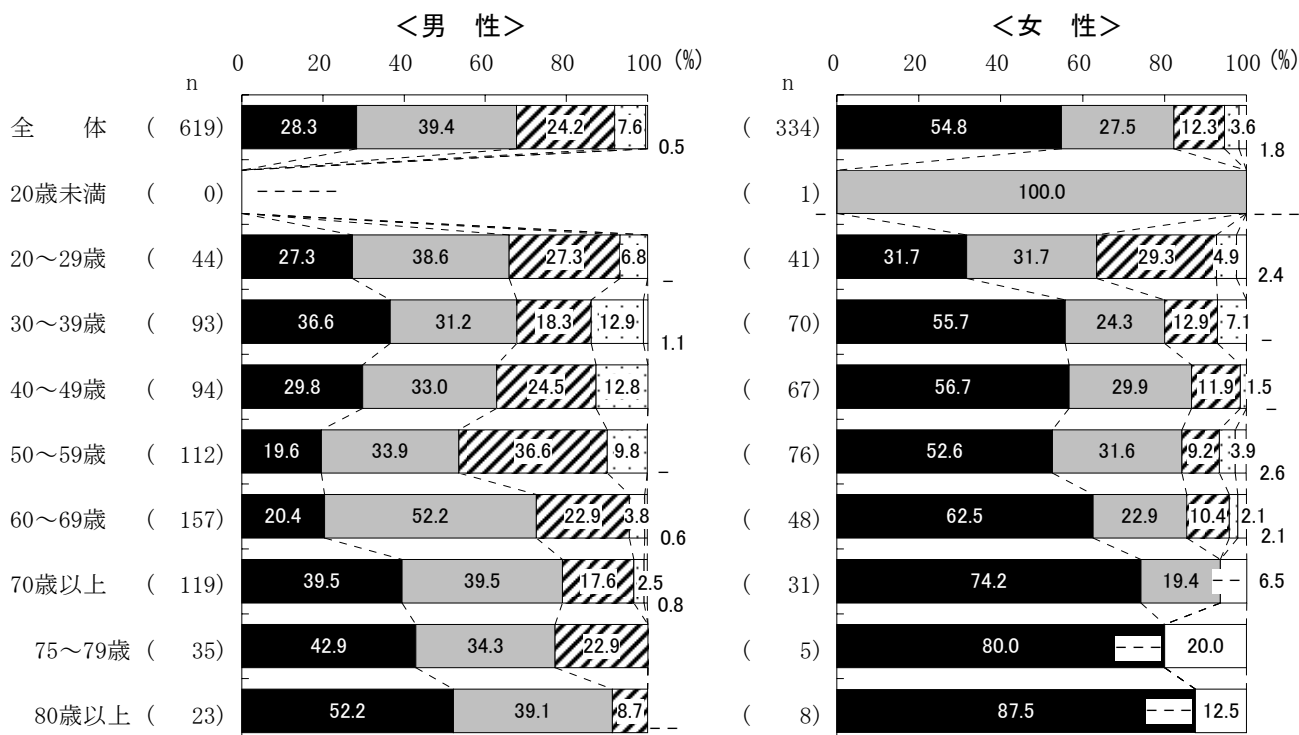 ＜男　性＞　＜女　性＞
0 20 40 60 80 100 (%)　0 20 40 60 80 100 (%)
n　n
全　体 ( 619) 28.3 39.4 24.2 7.6 0.5 ( 334) 54.8 27.5 12.3 3.6 1.8
20歳未満 ( 0) － － － － － ( 1) － 100.0 － － －
20～29歳 ( 44) 27.3 38.6 27.3 6.8 － ( 41) 31.7 31.7 29.3 4.9 2.4
30～39歳 ( 93) 36.6 31.2 18.3 12.9 1.1 ( 70) 55.7 24.3 12.9 7.1 －
40～49歳 ( 94) 29.8 33.0 24.5 12.8 － ( 67) 56.7 29.9 11.9 1.5 －
50～59歳 ( 112) 19.6 33.9 36.6 9.8 － ( 76) 52.6 31.6 9.2 3.9 2.6
60～69歳 ( 157) 20.4 52.2 22.9 3.8 0.6 ( 48) 62.5 22.9 10.4 2.1 2.1
70歳以上 ( 119) 39.5 39.5 17.6 2.5 0.8 ( 31) 74.2 19.4 － － 6.5
75～79歳 ( 35) 42.9 34.3 22.9 ( 5) 80.0 － － － 20.0
80歳以上 ( 23) 52.2 39.1 8.7 － － ( 8) 87.5 － － － 12.5